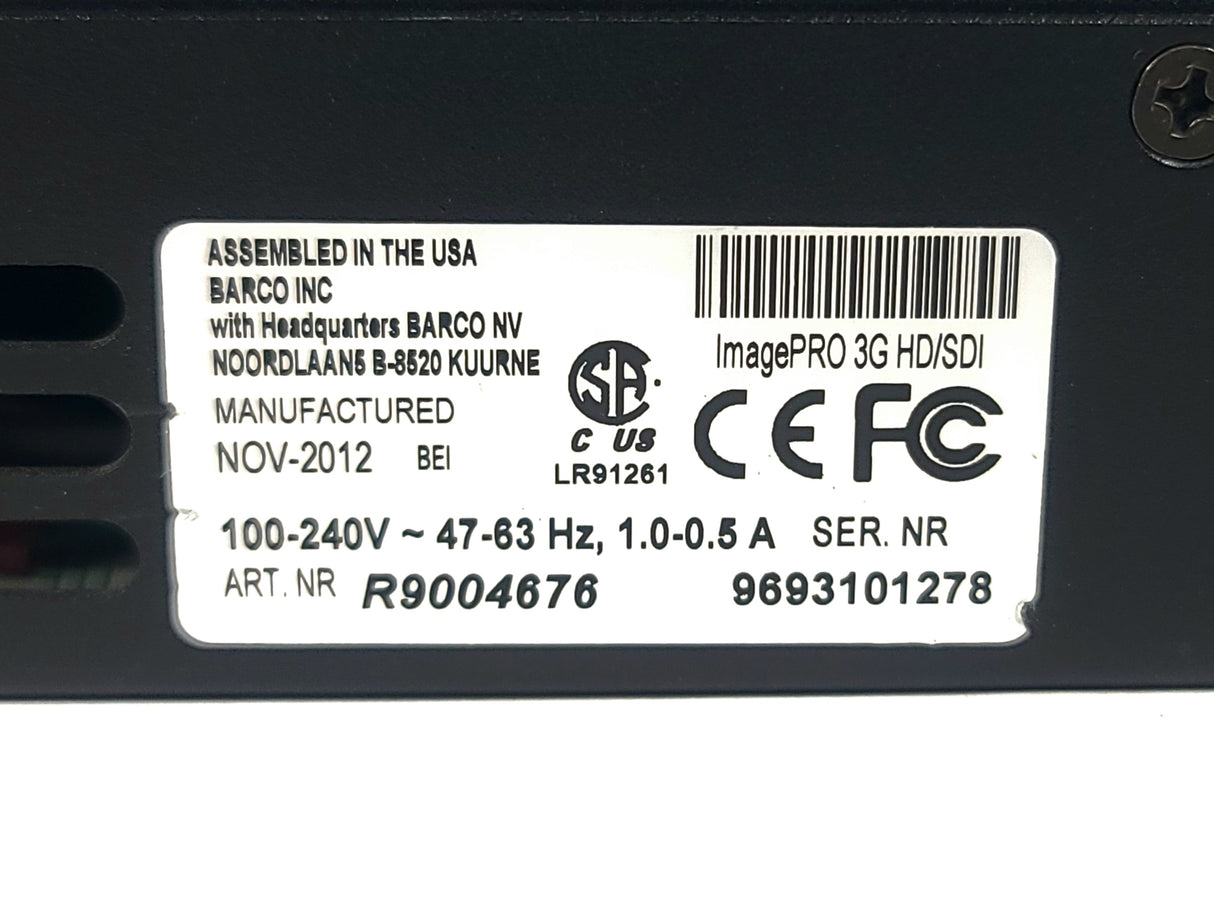 ASSEMBLED IN THE USA
BARCO INC
with Headquarters BARCO NV
NOORDLAAN5 B-8520 KUURNE
MANUFACTURED
NOV-2012 BEI
ImagePRO 3G HD/SDI
SA
C US
LR91261
CE FC
100-240V ~ 47-63 Hz, 1.0-0.5 A SER. NR
ART. NR R9004676 9693101278